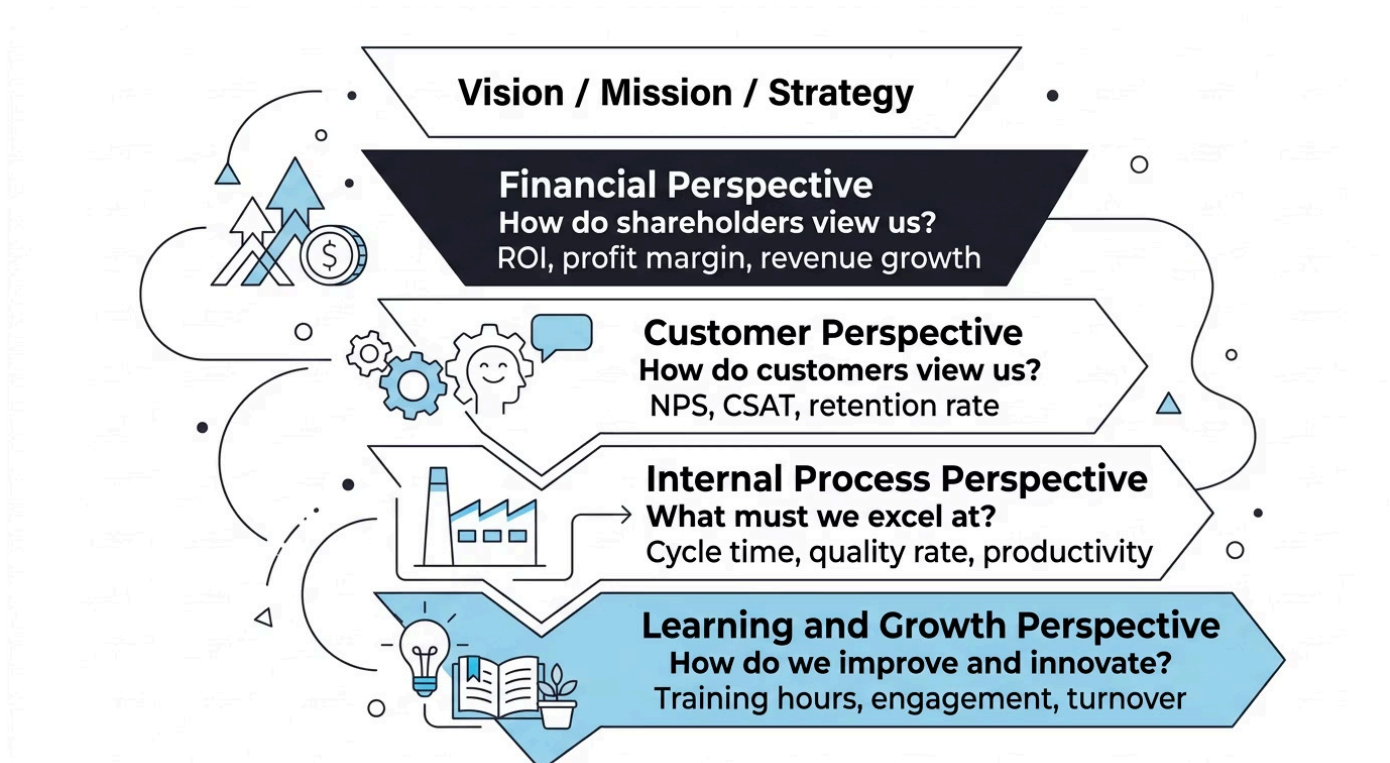 Vision / Mission / Strategy
Financial Perspective
How do shareholders view us?
ROI, profit margin, revenue growth
$
Customer Perspective
How do customers view us?
NPS, CSAT, retention rate
Internal Process Perspective
What must we excel at?
Cycle time, quality rate, productivity
Learning and Growth Perspective
How do we improve and innovate?
Training hours, engagement, turnover